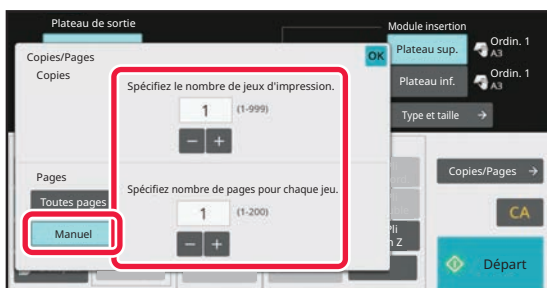 Plateau de sortie
Module insertion
Copies/Pages
OK
Plateau sup.
Ordin. 1
A3
Copies
Spécifiez le nombre de jeux d'impression.
Plateau inf.
Ordin. 1
A3
1
(1-999)
Type et taille
Pages
Copies/Pages
Toutes pages
Spécifiez nombre de pages pour chaque jeu.
1
(1-200)
CA
Manuel
Départ